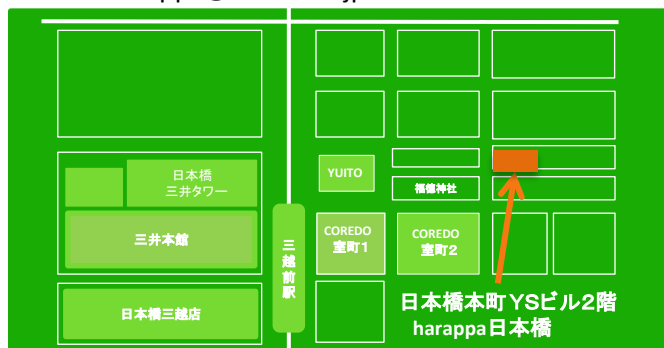 日本橋
三井タワー
三井本館
日本橋三越店
三越前駅
YUITO
福徳神社
COREDO
室町1
COREDO
室町2
日本橋本町YSビル2階
harappa日本橋